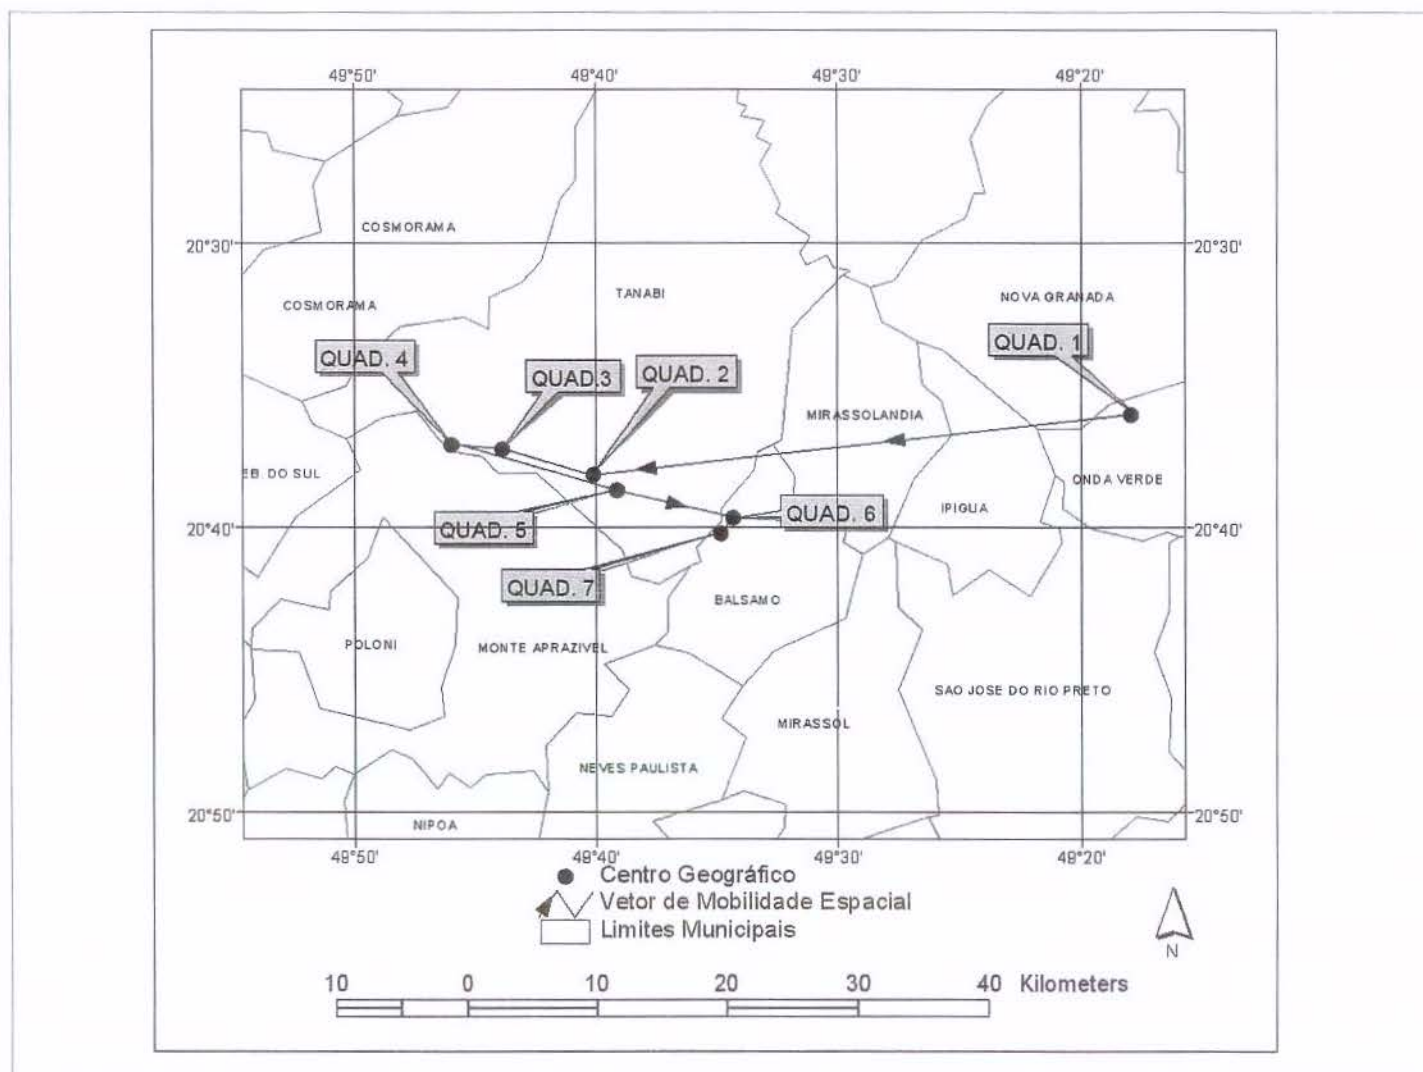 49°50' 49°40' 49°30' 49°20'
COSMORAMA
20°30' 20°30'
COSMORAMA TANABI NOVA GRANADA
QUAD. 1
QUAD. 4 QUAD.3 QUAD. 2
MIRASSOLANDIA
EB. DO SUL ONDA VERDE
IPIGUA
QUAD. 6
20°40' QUAD. 5 20°40'
QUAD. 7
BALSAMO
POLONI MONTE APRAZIVEL
SAO JOSE DO RIO PRETO
MIRASSOL
NEVES PAULISTA
20°50' 20°50'
NIPOA
49°50' 49°40' 49°30' 49°20'
Centro Geográfico
Vetor de Mobilidade Espacial
Limites Municipais
N
10 0 10 20 30 40 Kilometers